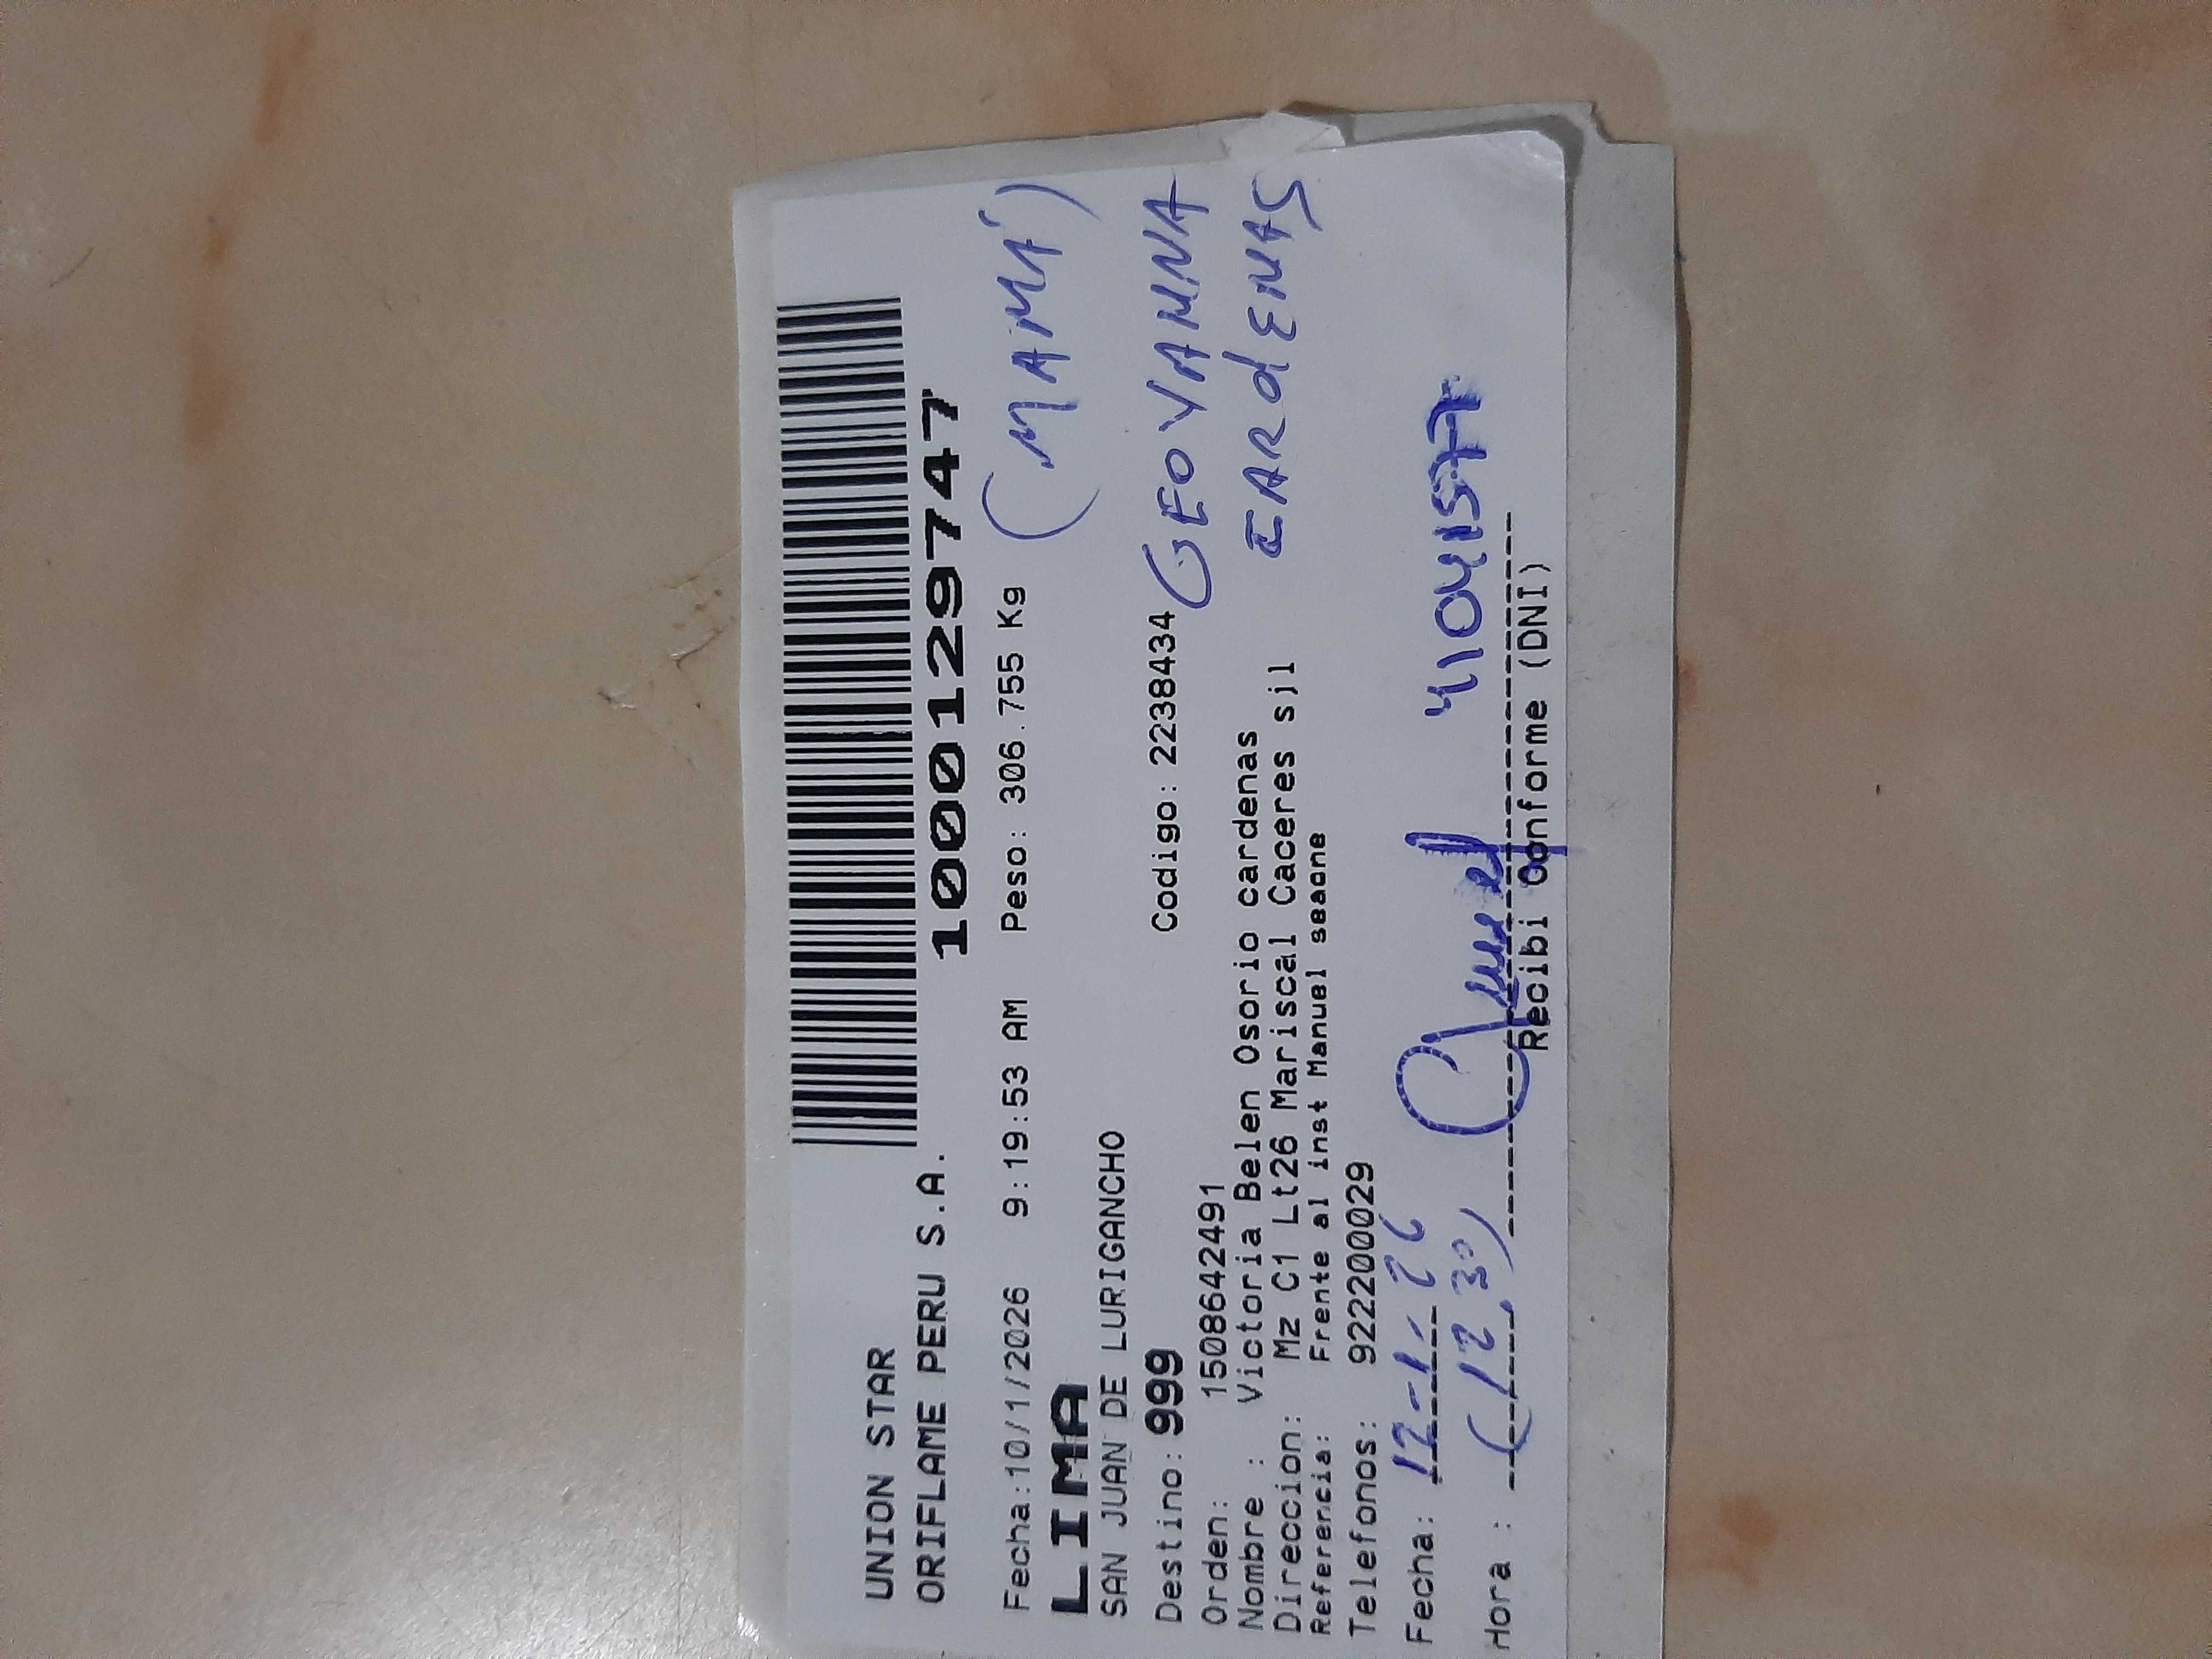 UNION STAR
ORIFLAME PERU S.A.
1000129747
Fecha:10/1/2026 9:19:53 AM Peso: 306.755 Kg
(MAMÁ)
LIMA
SAN JUAN DE LURIGANCHO
Destino: 999 Codigo: 2238434
GEOVANNA
CARdENAS
Orden: 15086642491
Nombre : Victoria Belen Osorio cardenas
Direccion: Mz C1 Lt26 Mariscal Caceres sjl
Referencia: Frente al inst Manuel seaone
Telefonos: 922200029
Fecha: 12-1-26
41041577
Hora : (12.30)
Recibi Conforme (DNI)